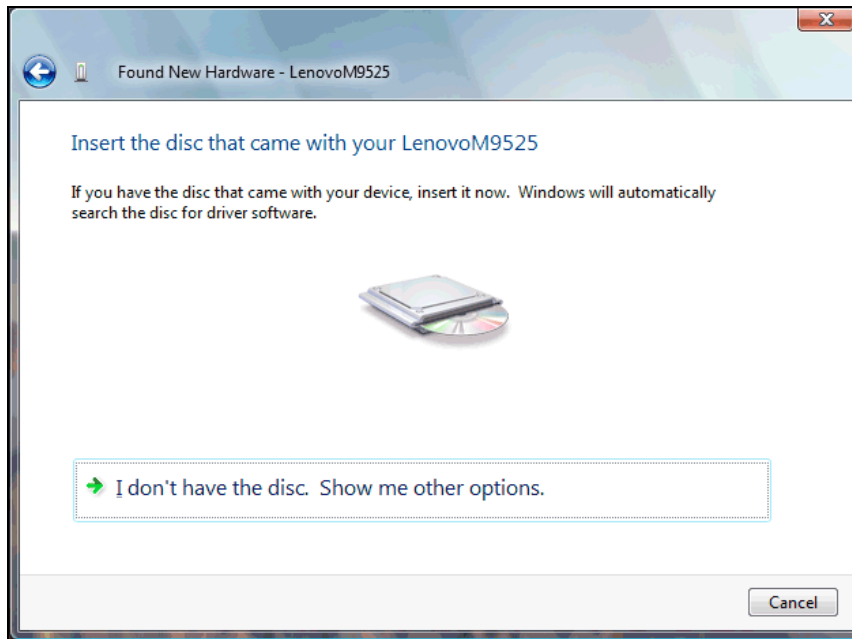 Found New Hardware - LenovoM9525
Insert the disc that came with your LenovoM9525
If you have the disc that came with your device, insert it now. Windows will automatically
search the disc for driver software.
I don't have the disc. Show me other options.
Cancel